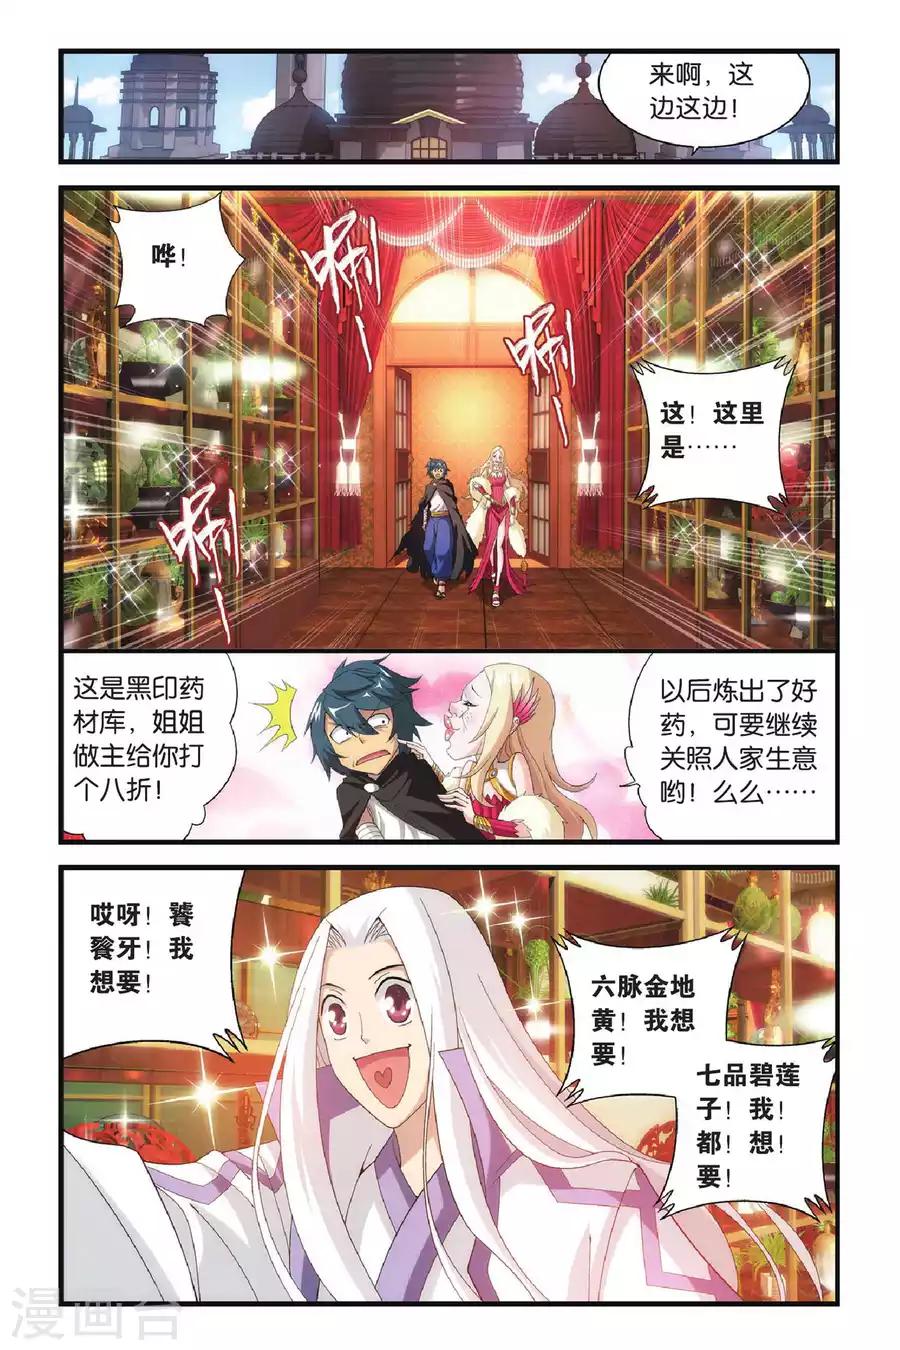 来啊，这
边这边！
哗！
唰——
唰——
唰——
这！这里
是……
这是黑印药
材库，姐姐
做主给你打
个八折！
以后炼出了好
药，可要继续
关照人家生意
哟！么么……
哎呀！饕
餮牙！我
想要！
六脉金地
黄！我想
要！
七品碧莲
子！我！
都！想！
要！
漫画台